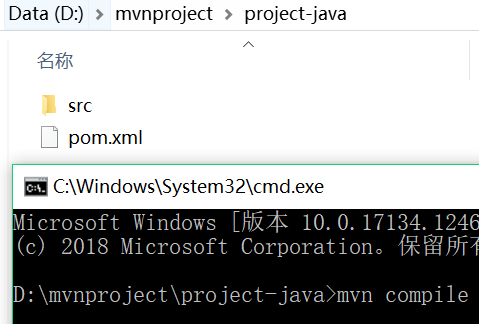 Data (D:) > mvnproject > project-java
名称
src
pom.xml
C:\Windows\System32\cmd.exe
Microsoft Windows [版本 10.0.17134.1246
(c) 2018 Microsoft Corporation。保留所有
D:\mvnproject\project-java>mvn compile